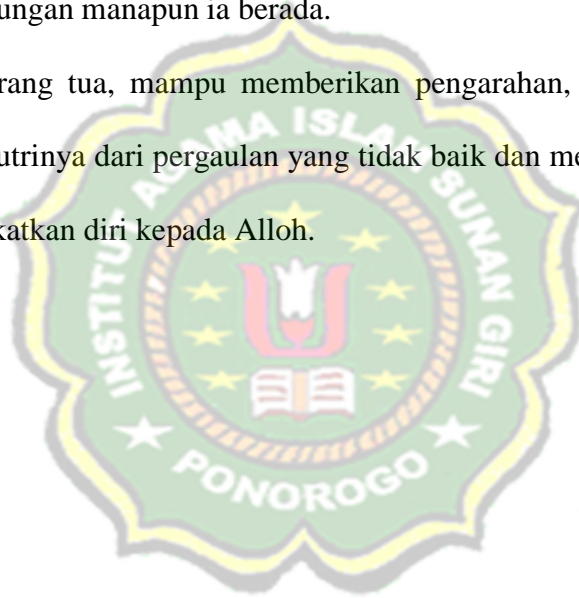 ungan manapun ia berada.
rang tua, mampu memberikan pengarahan,
utrinya dari pergaulan yang tidak baik dan me
katkan diri kepada Alloh.
INSTITUT AGAMA ISLAM SUNAN GIRI
PONOROGO